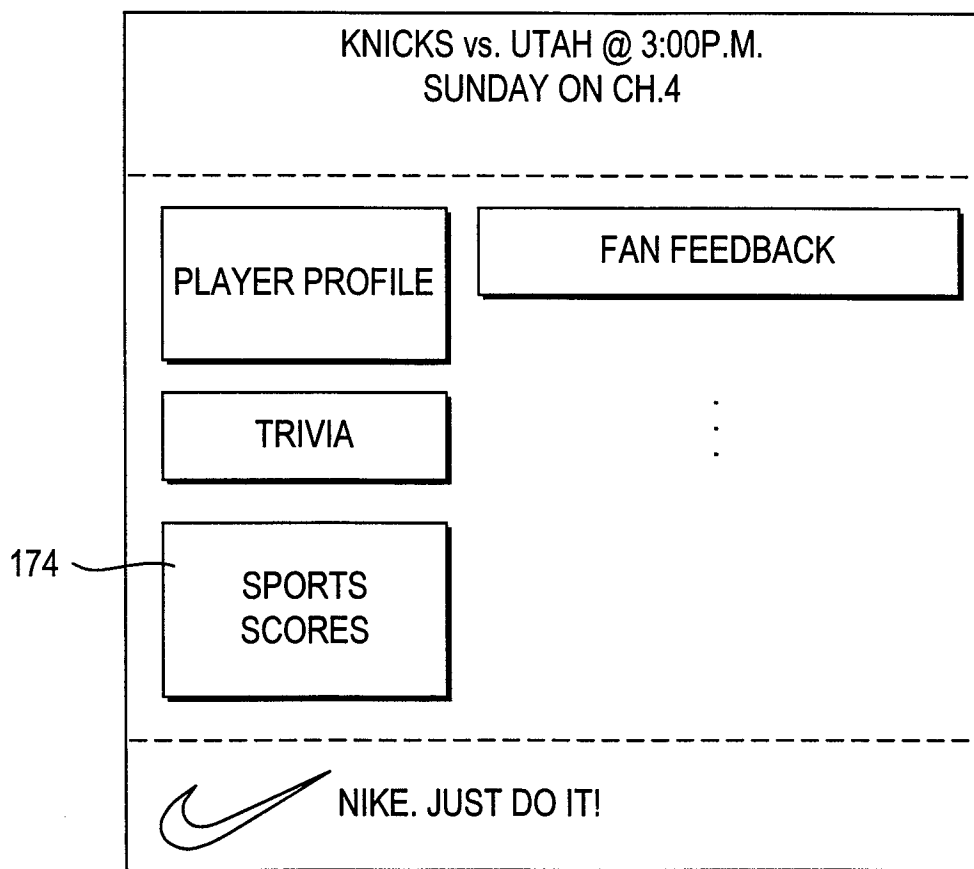 KNICKS vs. UTAH @ 3:00P.M.
SUNDAY ON CH.4
PLAYER PROFILE
FAN FEEDBACK
TRIVIA
174
SPORTS
SCORES
NIKE. JUST DO IT!